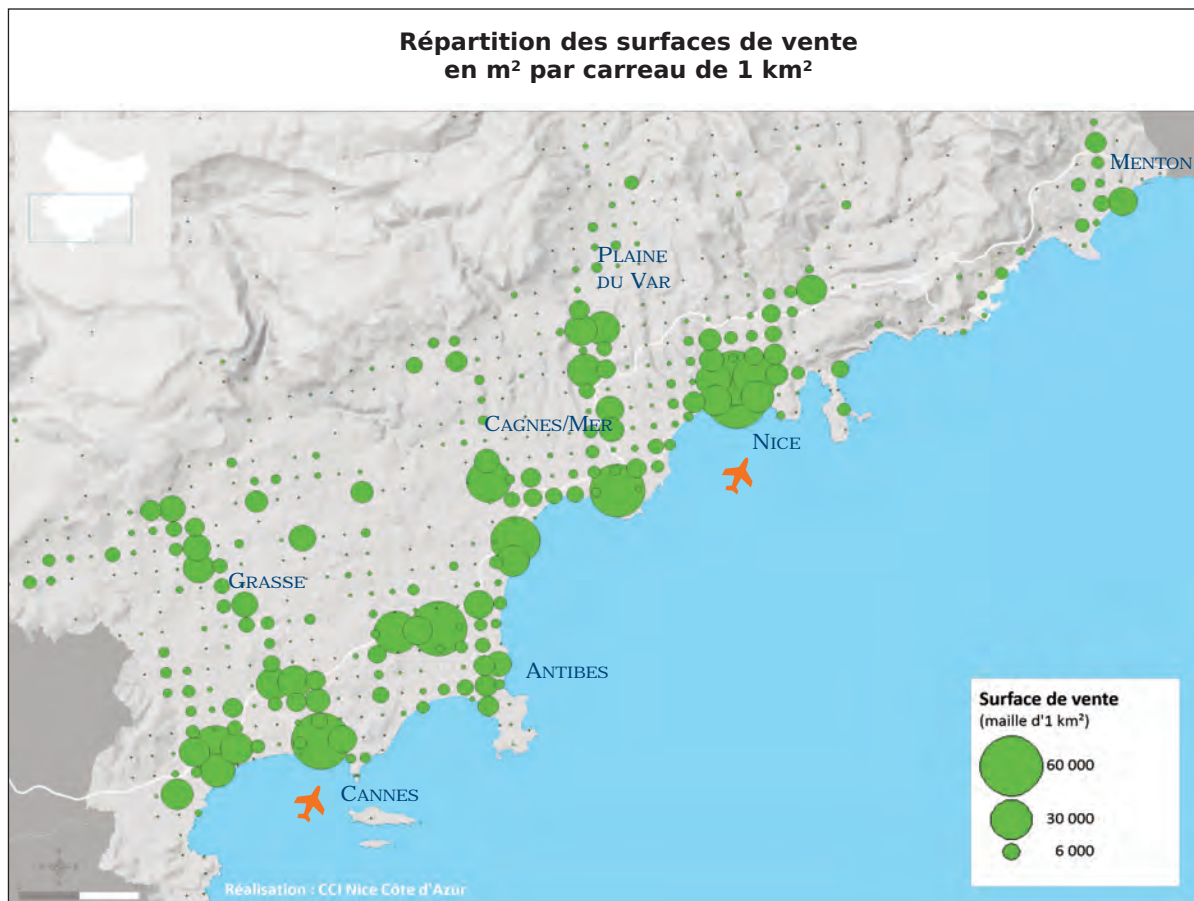 Répartition des surfaces de vente
en m² par carreau de 1 km²
MENTON
PLAINE
DU VAR
CAGNES/MER
NICE
GRASSE
ANTIBES
CANNES
Surface de vente
(maille d'1 km²)
60 000
30 000
6 000
Réalisation : CCI Nice Côte d'Azur